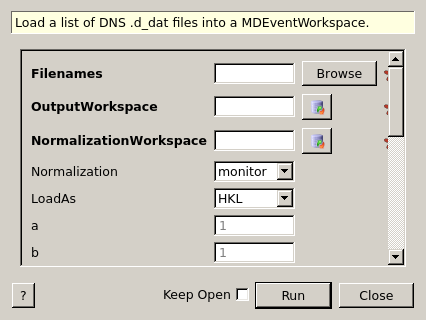 Load a list of DNS .d_dat files into a MDEventWorkspace.
Filenames Browse
OutputWorkspace
NormalizationWorkspace
Normalization monitor
LoadAs HKL
a 1
b 1
? Keep Open Run Close